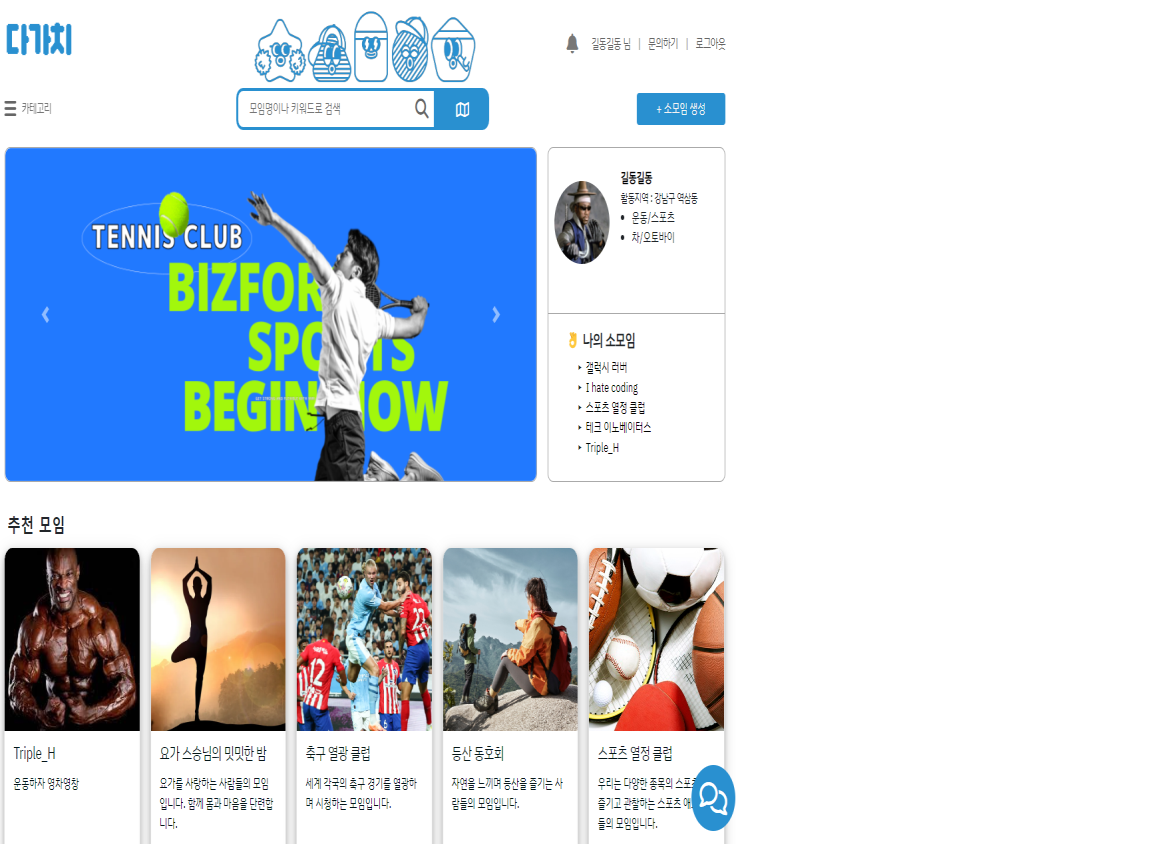 다가치
길동길동 님 | 문의하기 | 로그아웃
카테고리
모임명이나 키워드로 검색
+ 소모임 생성
TENNIS CLUB
BIZFOR
SPORTS
BEGIN NOW
길동길동
활동지역 : 강남구 역삼동
운동/스포츠
차/오토바이
나의 소모임
갤럭시 러버
I hate coding
스포츠 열정 클럽
테크 이노베이터스
Triple_H
추천 모임
Triple_H
운동하자 영차영창
요가 스승님의 밋밋한 밤
요가를 사랑하는 사람들의 모임
입니다. 함께 몸과 마음을 단련합
니다.
축구 열광 클럽
세계 각국의 축구 경기를 열광하
며 시청하는 모임입니다.
등산 동호회
자연을 느끼며 등산을 즐기는 사
람들의 모임입니다.
스포츠 열정 클럽
우리는 다양한 종목의 스포츠
즐기고 관찰하는 스포츠
들의 모임입니다.